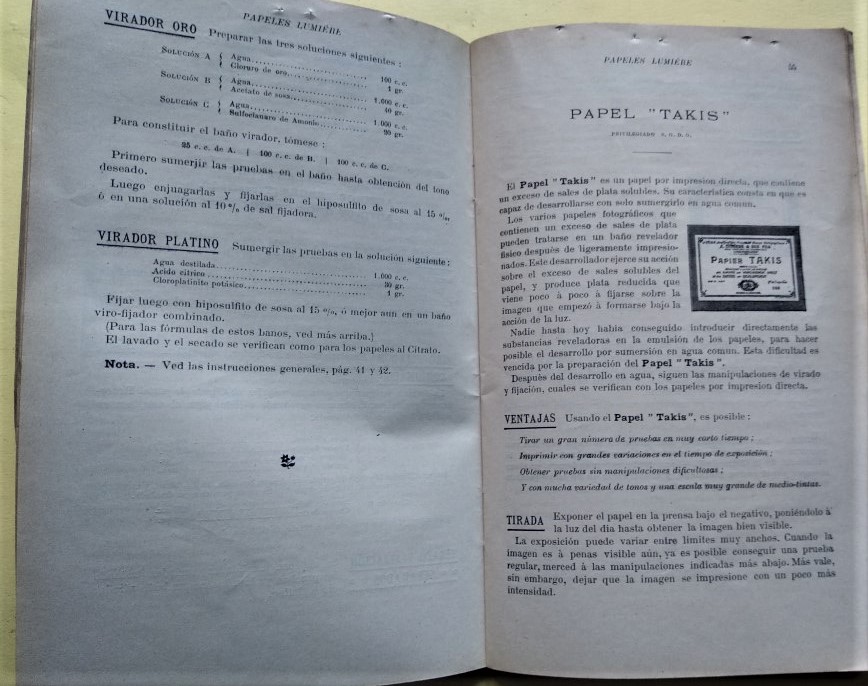 PAPELES LUMIÈRE
VIRADOR ORO Preparar las tres soluciones siguientes :
SOLUCIÓN A { Agua 100 c. c.
Cloruro de oro 1 gr.
SOLUCIÓN B { Agua 1.000 c. c.
Acetato de sosa 40 gr.
SOLUCIÓN C { Agua 1.000 c. c.
Sulfocianuro de Amonio gr.
Para constituir el baño virador, tómese :
c. c. de A. | 100 c. c. de B. | 100 c. c. de C.
Primero sumerjir las pruebas en el baño hasta obtención del tono
deseado.
Luego enjuagarlas y fijarlas en el hiposulfito de sosa al 15 %,
ó en una solución al 10 % de sal fijadora.
VIRADOR PLATINO Sumergir las pruebas en la solución siguiente :
Agua destilada 1.000 c. c.
Acido cítrico gr.
Cloroplatinito potásico 1 gr.
Fijar luego con hiposulfito de sosa al 15 %, ó mejor aun en un baño
viro-fijador combinado.
(Para las fórmulas de estos banos, ved más arriba.)
El lavado y el secado se verifican como para los papeles al Citrato.
Nota. — Ved las instrucciones generales, pág. 41 y 42.
PAPELES LUMIÈRE
PAPEL "TAKIS"
PRIVILEGIADO S. G. D. G.
El Papel "Takis" es un papel por impresion directa, que contiene
un exceso de sales de plata solubles. Su característica consta en que es
capaz de desarrollarse con solo sumergirlo en agua comun.
Los varios papeles fotográficos que
contienen un exceso de sales de plata
pueden tratarse en un baño revelador
físico después de ligeramente impresio-
nados. Este desarrollador ejerce su acción
sobre el exceso de sales solubles del
papel, y produce plata reducida que
viene poco à poco à fijarse sobre la
imagen que empezó à formarse bajo la
acción de la luz.
PAPIER TAKIS
Nadie hasta hoy habia conseguido introducir directamente las
substancias reveladoras en la emulsión de los papeles, para hacer
posible el desarrollo por sumersión en agua comun. Esta dificultad es
vencida por la preparación del Papel "Takis".
Después del desarrollo en agua, siguen las manipulaciones de virado
y fijación, cuales se verifican con los papeles por impresion directa.
VENTAJAS Usando el Papel "Takis", es posible :
Tirar un gran número de pruebas en muy corto tiempo ;
Imprimir con grandes variaciones en el tiempo de exposición ;
Obtener pruebas sin manipulaciones dificultosas ;
Y con mucha variedad de tonos y una escala muy grande de medio-tintas.
TIRADA Exponer el papel en la prensa bajo el negativo, poniéndolo à
la luz del dia hasta obtener la imagen bien visible.
La exposición puede variar entre limites muy anchos. Cuando la
imagen es à penas visible aún, ya es posible conseguir una prueba
regular, merced à las manipulaciones indicadas más abajo. Más vale,
sin embargo, dejar que la imagen se impresione con un poco más
intensidad.